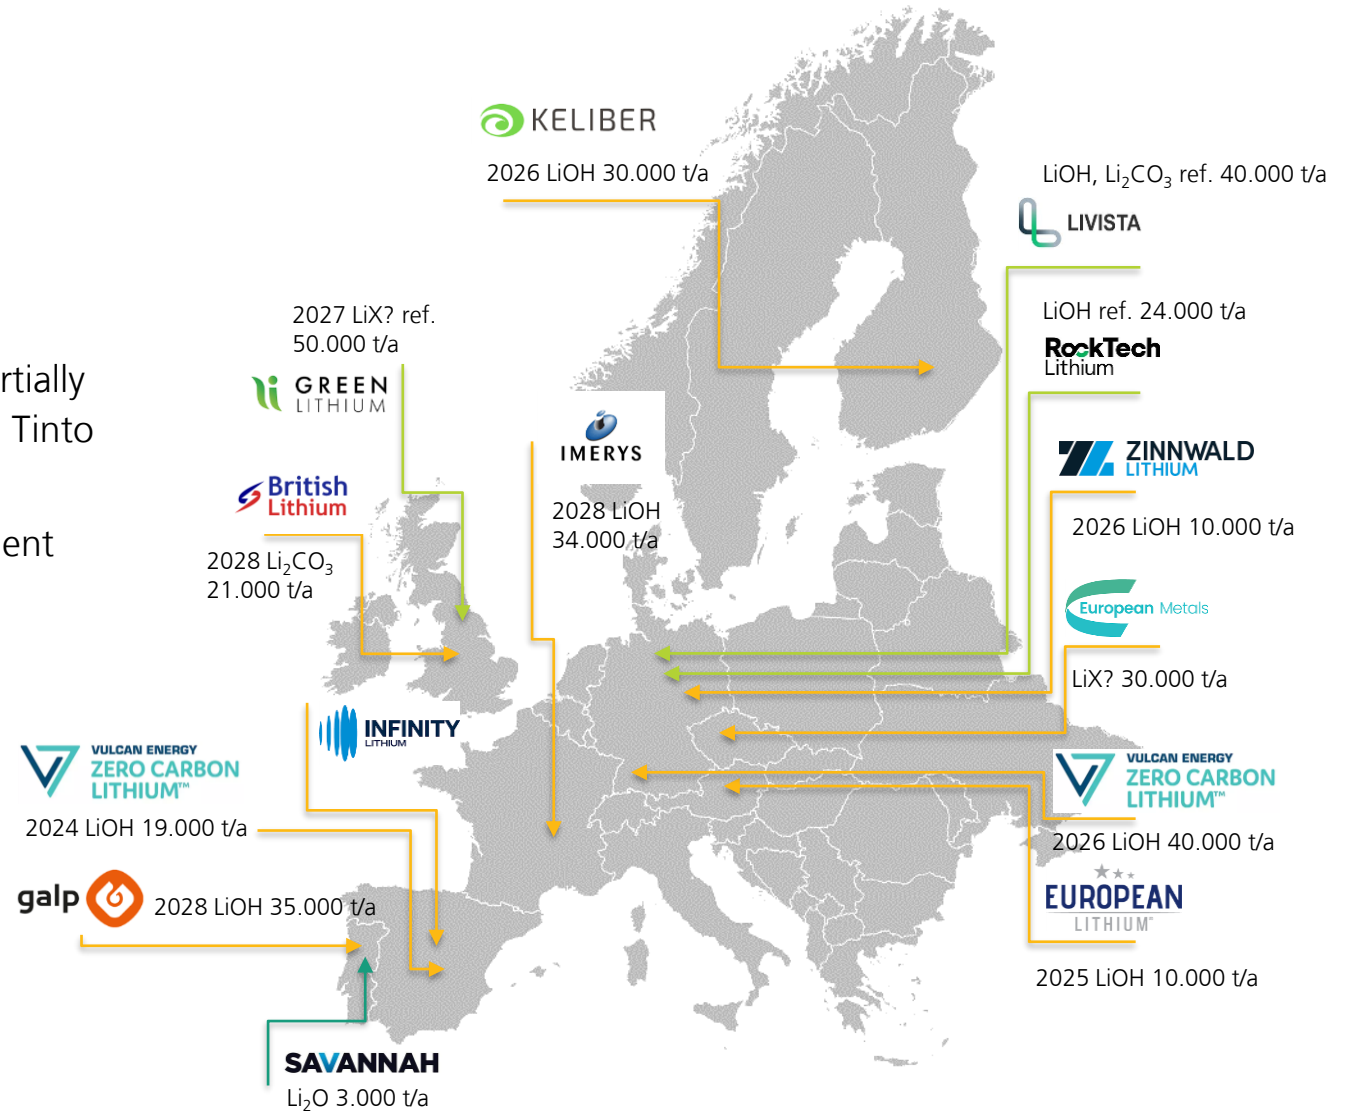 KELIBER
2026 LiOH 30.000 t/a
LiOH, Li₂CO₃ ref. 40.000 t/a
LIVISTA
2027 LiX? ref.
50.000 t/a
LiOH ref. 24.000 t/a
RockTech
Lithium
rtially
Tinto
ent
GREEN
LITHIUM
IMERYS
2028 LiOH
34.000 t/a
ZINNWALD
LITHIUM
2026 LiOH 10.000 t/a
British
Lithium
2028 Li₂CO₃
21.000 t/a
European Metals
LiX? 30.000 t/a
INFINITY
LITHIUM
VULCAN ENERGY
ZERO CARBON
LITHIUM™
2024 LiOH 19.000 t/a
VULCAN ENERGY
ZERO CARBON
LITHIUM™
2026 LiOH 40.000 t/a
galp
2028 LiOH 35.000 t/a
EUROPEAN
LITHIUM
2025 LiOH 10.000 t/a
SAVANNAH
Li₂O 3.000 t/a